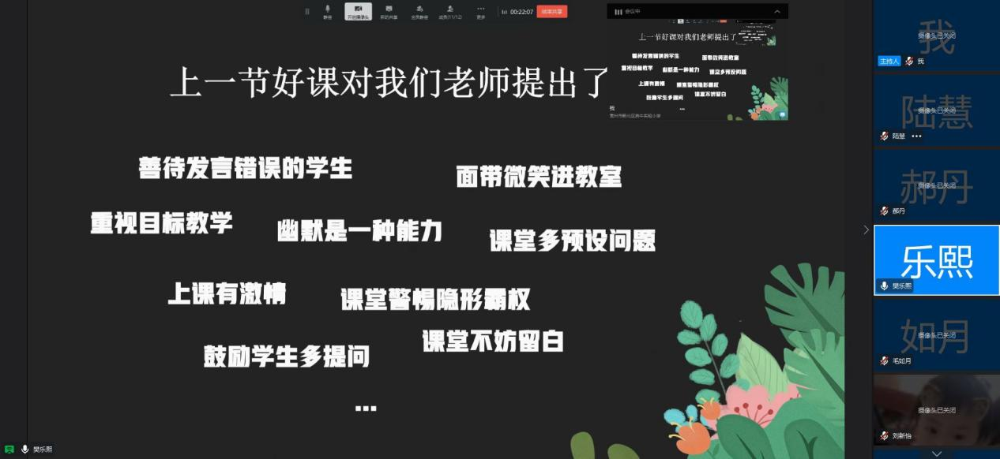 静音
开启摄像头
新的共享
全员静音
成员(11/12)
更多
00:22:07
结束共享
会议中
上一节好课对我们老师提出了
善待发言错误的学生
面带微笑进教室
重视目标教学
幽默是一种能力
课堂多预设问题
上课有激情
课堂警惕隐形霸权
鼓励学生多提问
课堂不妨留白
...
上一节好课对我们老师提出了
善待发言错误的学生
面带微笑进教室
重视目标教学
幽默是一种能力
课堂多预设问题
上课有激情
课堂警惕隐形霸权
鼓励学生多提问
课堂不妨留白
...
我
我
摄像头已关闭
主持人
我
陆慧
摄像头已关闭
陆慧
郝丹
摄像头已关闭
郝丹
乐熙
樊乐熙
如月
摄像头已关闭
毛如月
摄像头已关闭
刘新怡
樊乐熙